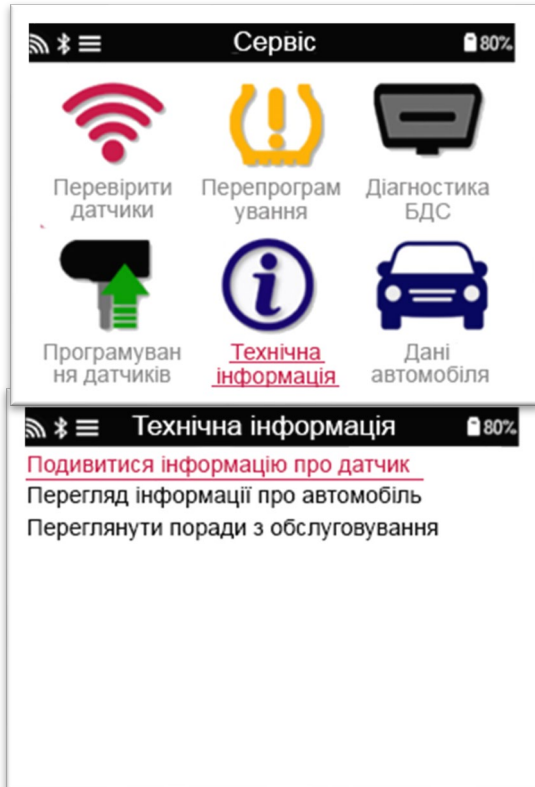 Сервіс 80%
Перевірити Перепрограм Діагностика
датчики ування БДС
Програмуван Технічна Дані
ня датчиків інформація автомобіля
Технічна інформація 80%
Подивитися інформацію про датчик
Перегляд інформації про автомобіль
Переглянути поради з обслуговування